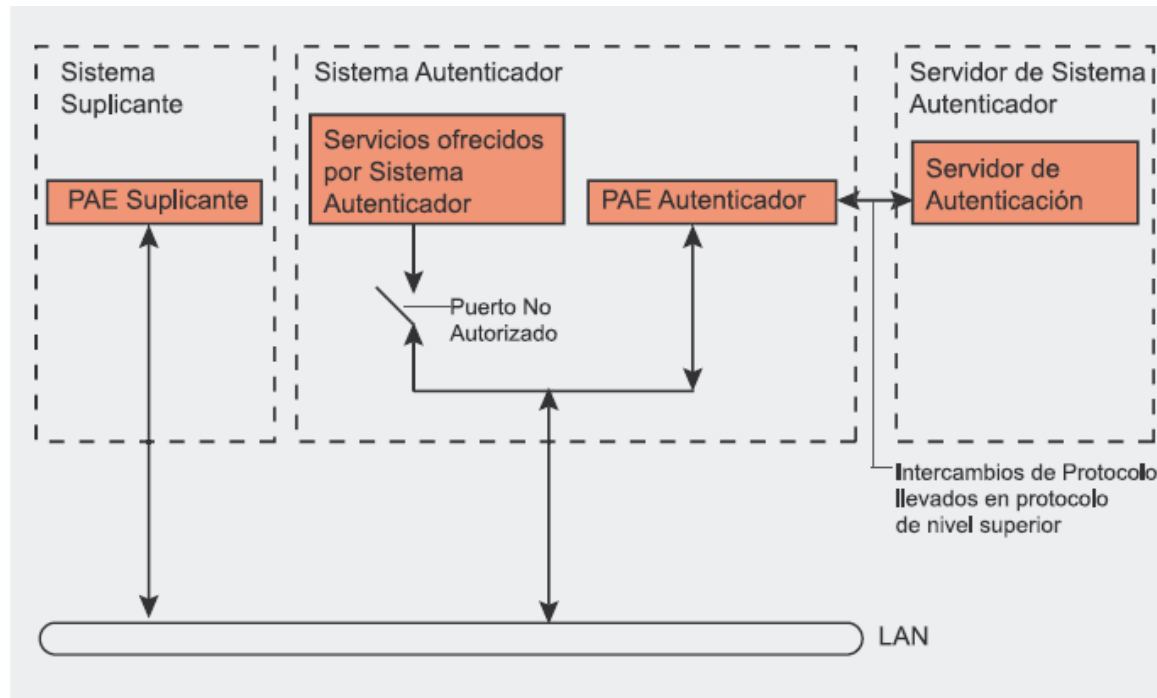 Sistema
Suplicante
PAE Suplicante
Sistema Autenticador
Servicios ofrecidos
por Sistema
Autenticador
PAE Autenticador
Puerto No
Autorizado
Servidor de Sistema
Autenticador
Servidor de
Autenticación
Intercambios de Protocolo
llevados en protocolo
de nivel superior
LAN